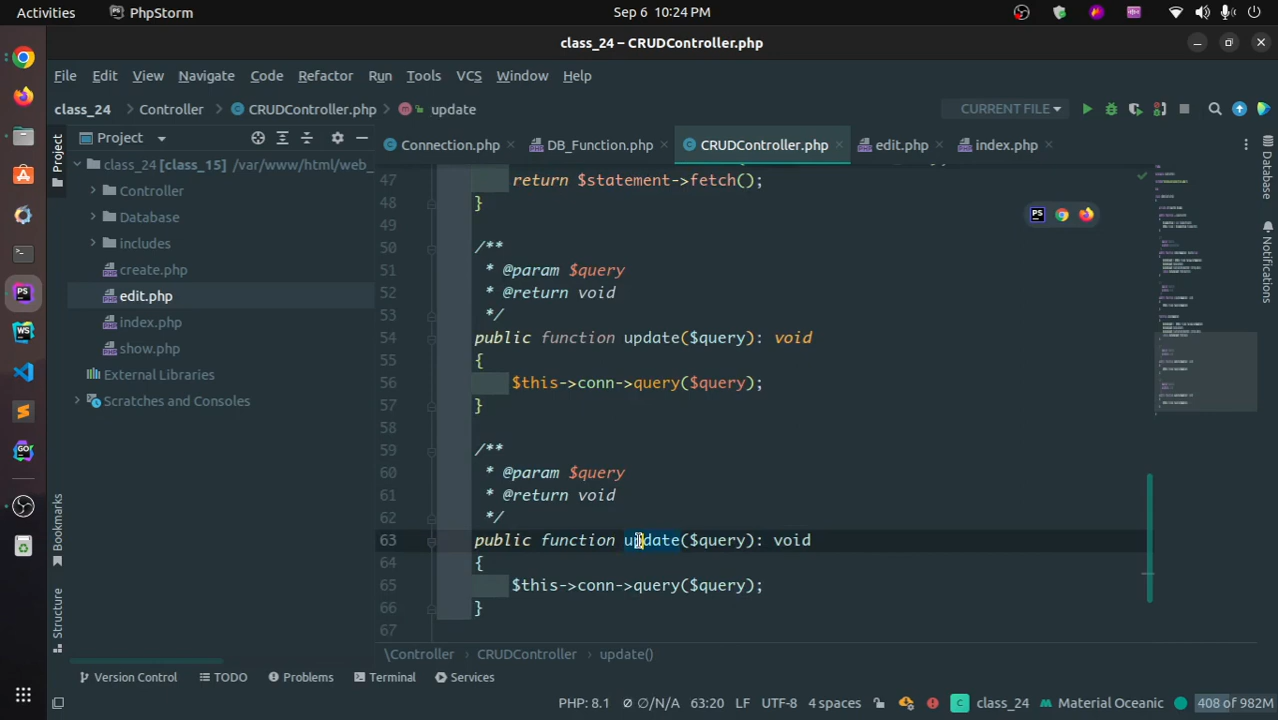 Activities PhpStorm Sep 6 10:24 PM
class_24 – CRUDController.php
File Edit View Navigate Code Refactor Run Tools VCS Window Help
class_24 Controller CRUDController.php update CURRENT FILE
Project
Project
class_24 [class_15] /var/www/html/web_
Controller
Database
includes
create.php
edit.php
index.php
show.php
External Libraries
Scratches and Consoles
Bookmarks
Structure
Connection.php DB_Function.php CRUDController.php edit.php index.php
47 return $statement->fetch();
48 }
49
50 /**
51 * @param $query
52 * @return void
53 */
54 public function update($query): void
55 {
56 $this->conn->query($query);
57 }
58
59 /**
60 * @param $query
61 * @return void
62 */
63 public function update($query): void
64 {
65 $this->conn->query($query);
66 }
67
Database
Notifications
\Controller CRUDController update()
Version Control TODO Problems Terminal Services
PHP: 8.1 ∅/N/A 63:20 LF UTF-8 4 spaces C class_24 Material Oceanic 408 of 982M